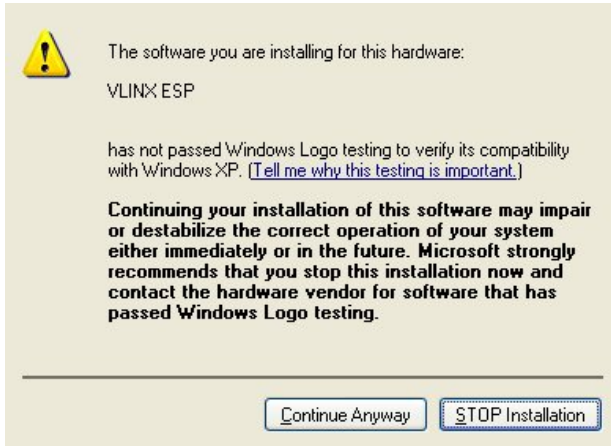 The software you are installing for this hardware:
VLINX ESP
has not passed Windows Logo testing to verify its compatibility
with Windows XP. (Tell me why this testing is important.)
Continuing your installation of this software may impair
or destabilize the correct operation of your system
either immediately or in the future. Microsoft strongly
recommends that you stop this installation now and
contact the hardware vendor for software that has
passed Windows Logo testing.
Continue Anyway
STOP Installation